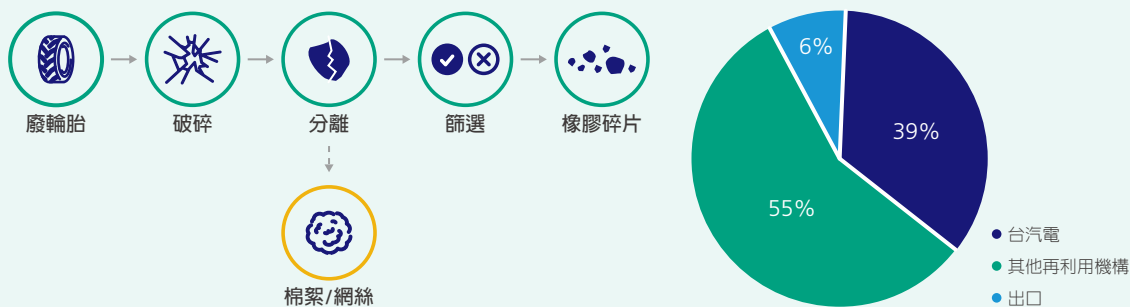 廢輪胎
破碎
分離
篩選
橡膠碎片
棉絮/網絲
6%
39%
55%
台汽電
其他再利用機構
出口